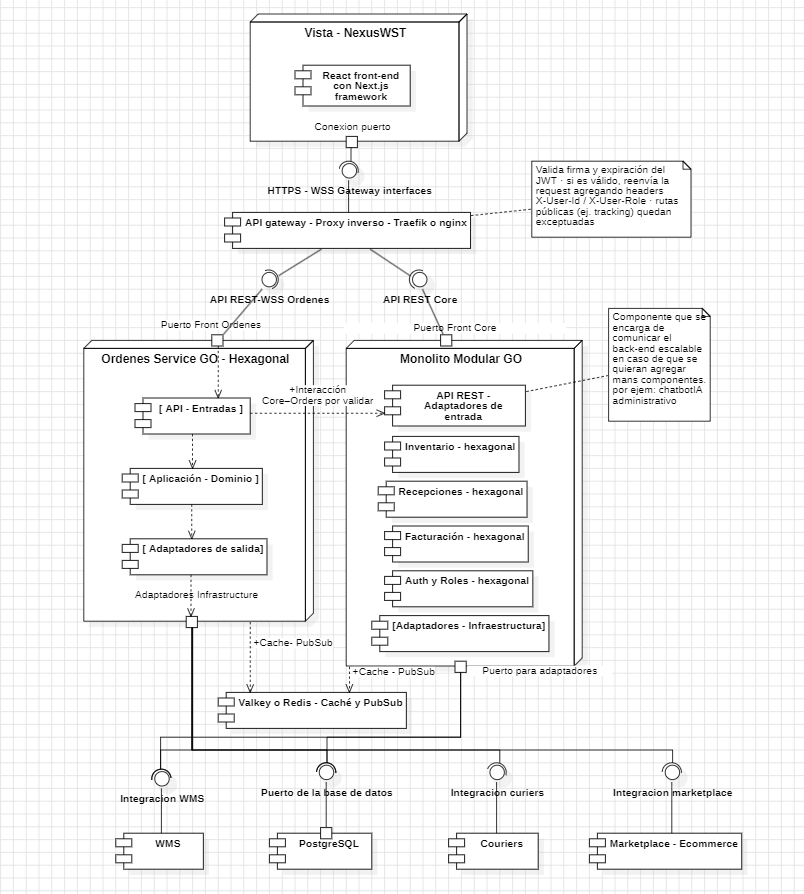 Vista - NexusWST
React front-end
con Next.js
framework
Conexion puerto
HTTPS - WSS Gateway interfaces
API gateway - Proxy inverso - Traefik o nginx
Valida firma y expiración del
JWT · si es válido, reenvía la
request agregando headers
X-User-Id / X-User-Role · rutas
públicas (ej. tracking) quedan
exceptuadas
API REST-WSS Ordenes
API REST Core
Puerto Front Ordenes
Puerto Front Core
Componente que se
encarga de
comunicar el
back-end escalable
en caso de que se
quieran agregar
mans componentes.
por ejem: chatbotIA
administrativo
Ordenes Service GO - Hexagonal
Monolito Modular GO
[ API - Entradas ]
+Interacción
Core–Orders por validar
API REST -
Adaptadores de
entrada
Inventario - hexagonal
[ Aplicación - Dominio ]
Recepciones - hexagonal
Facturación - hexagonal
[ Adaptadores de salida]
Auth y Roles - hexagonal
Adaptadores Infrastructure
[Adaptadores - Infraestructura]
+Cache- PubSub
+Cache - PubSub
Puerto para adaptadores
Valkey o Redis - Caché y PubSub
Integracion WMS
Puerto de la base de datos
Integracion curiers
Integracion marketplace
WMS
PostgreSQL
Couriers
Marketplace - Ecommerce